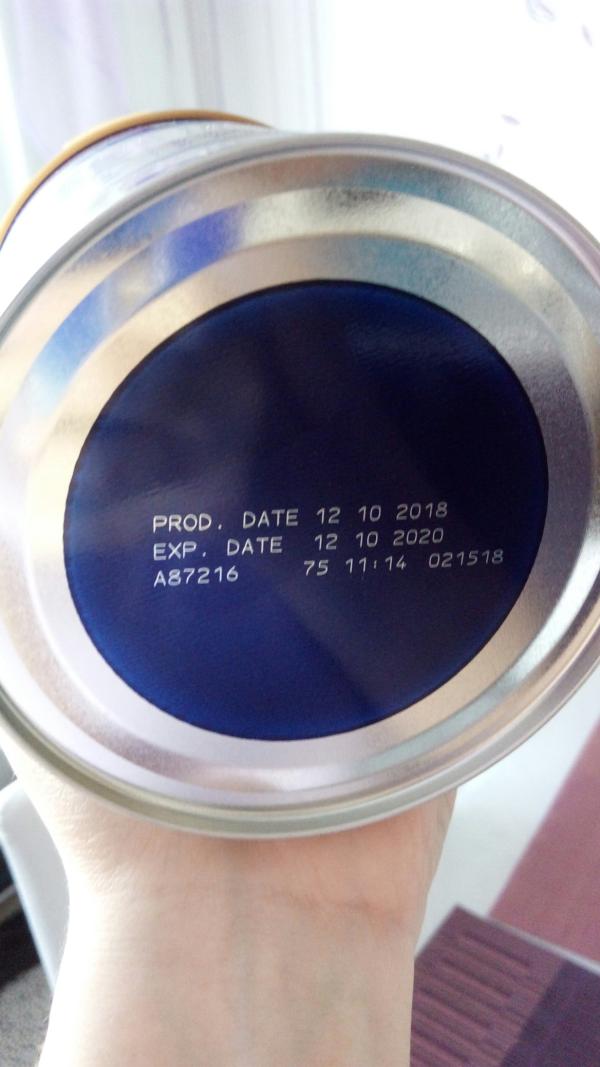 PROD. DATE 12 10 2018
EXP. DATE 12 10 2020
A87216 75 11:14 021518